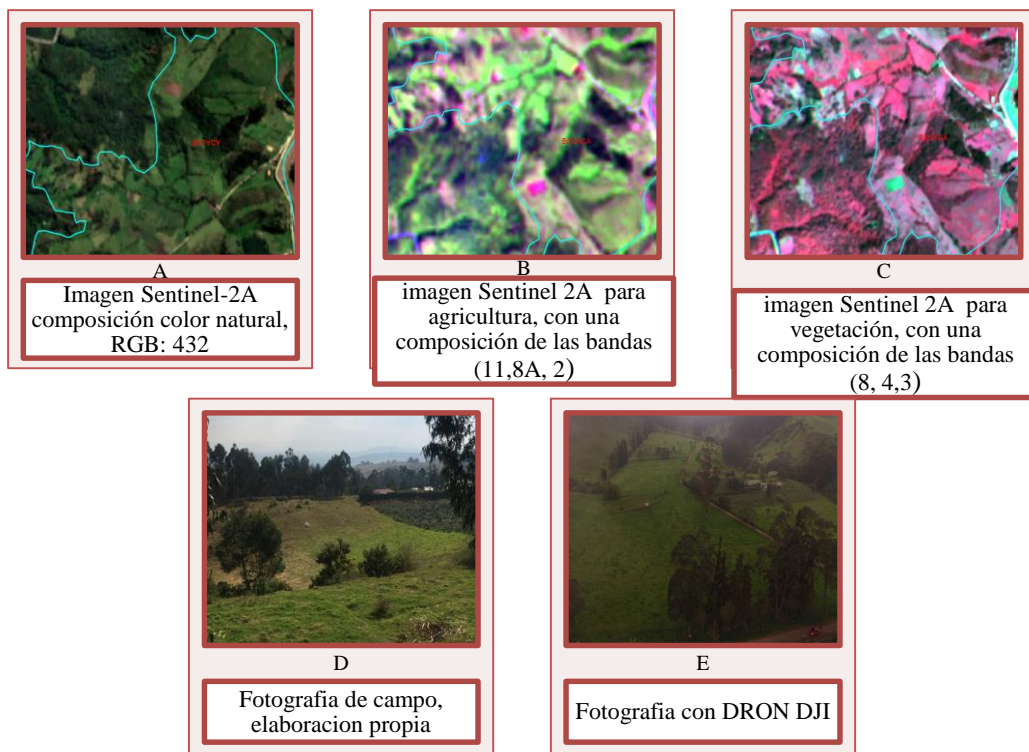 A
Imagen Sentinel-2A
composición color natural,
RGB: 432
B
imagen Sentinel 2A para
agricultura, con una
composición de las bandas
(11,8A, 2)
C
imagen Sentinel 2A para
vegetación, con una
composición de las bandas
(8, 4,3)
D
Fotografia de campo,
elaboracion propia
E
Fotografia con DRON DJI